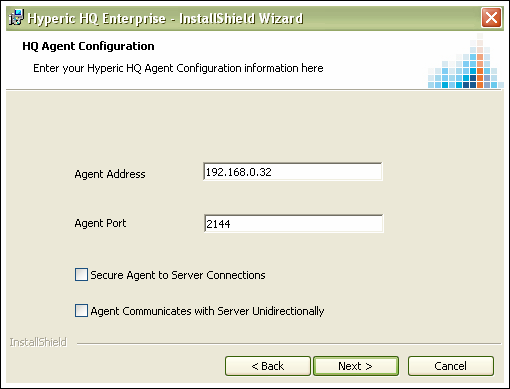 Hyperic HQ Enterprise - InstallShield Wizard
HQ Agent Configuration
Enter your Hyperic HQ Agent Configuration information here
Agent Address
192.168.0.32
Agent Port
2144
Secure Agent to Server Connections
Agent Communicates with Server Unidirectionally
InstallShield
< Back
Next >
Cancel